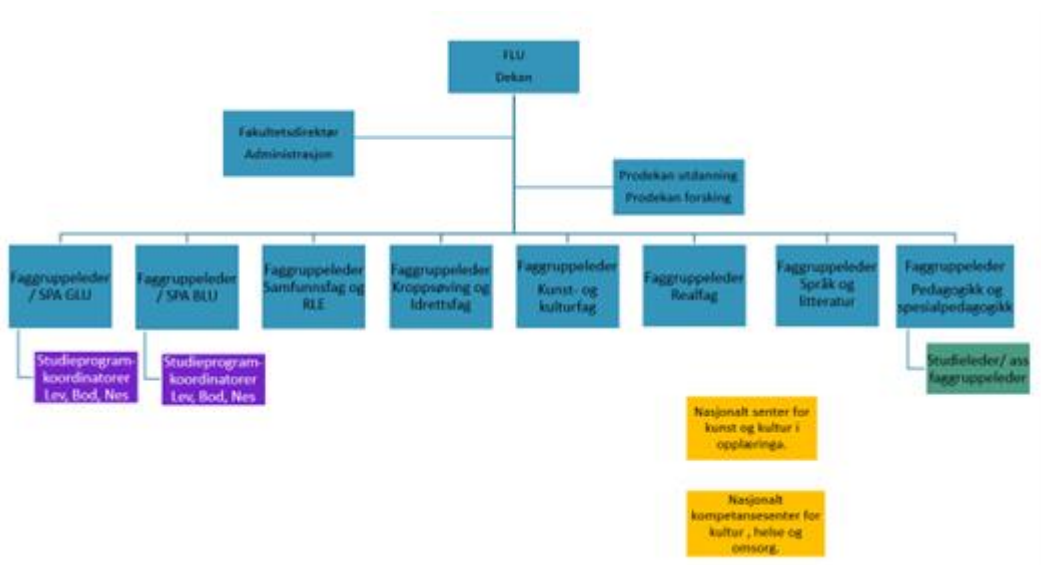 FLU
Dekan
Fakultetsdirektør
Administrasjon
Prodekan utdanning
Prodekan forsking
Faggruppeleder
/ SPA GLU
Faggruppeleder
/ SPA BLU
Faggruppeleder
Samfunnsfag og
RLE
Faggruppeleder
Kroppsøving og
Idrettsfag
Faggruppeleder
Kunst- og
kulturfag
Faggruppeleder
Realfag
Faggruppeleder
Språk og
litteratur
Faggruppeleder
Pedagogikk og
spesialpedagogikk
Studieprogram-
koordinatorer
Lev, Bod, Nes
Studieprogram-
koordinatorer
Lev, Bod, Nes
Studieleder/ ass
faggruppeleder
Nasjonalt senter for
kunst og kultur i
opplæringa.
Nasjonalt
kompetansesenter for
kultur , helse og
omsorg.